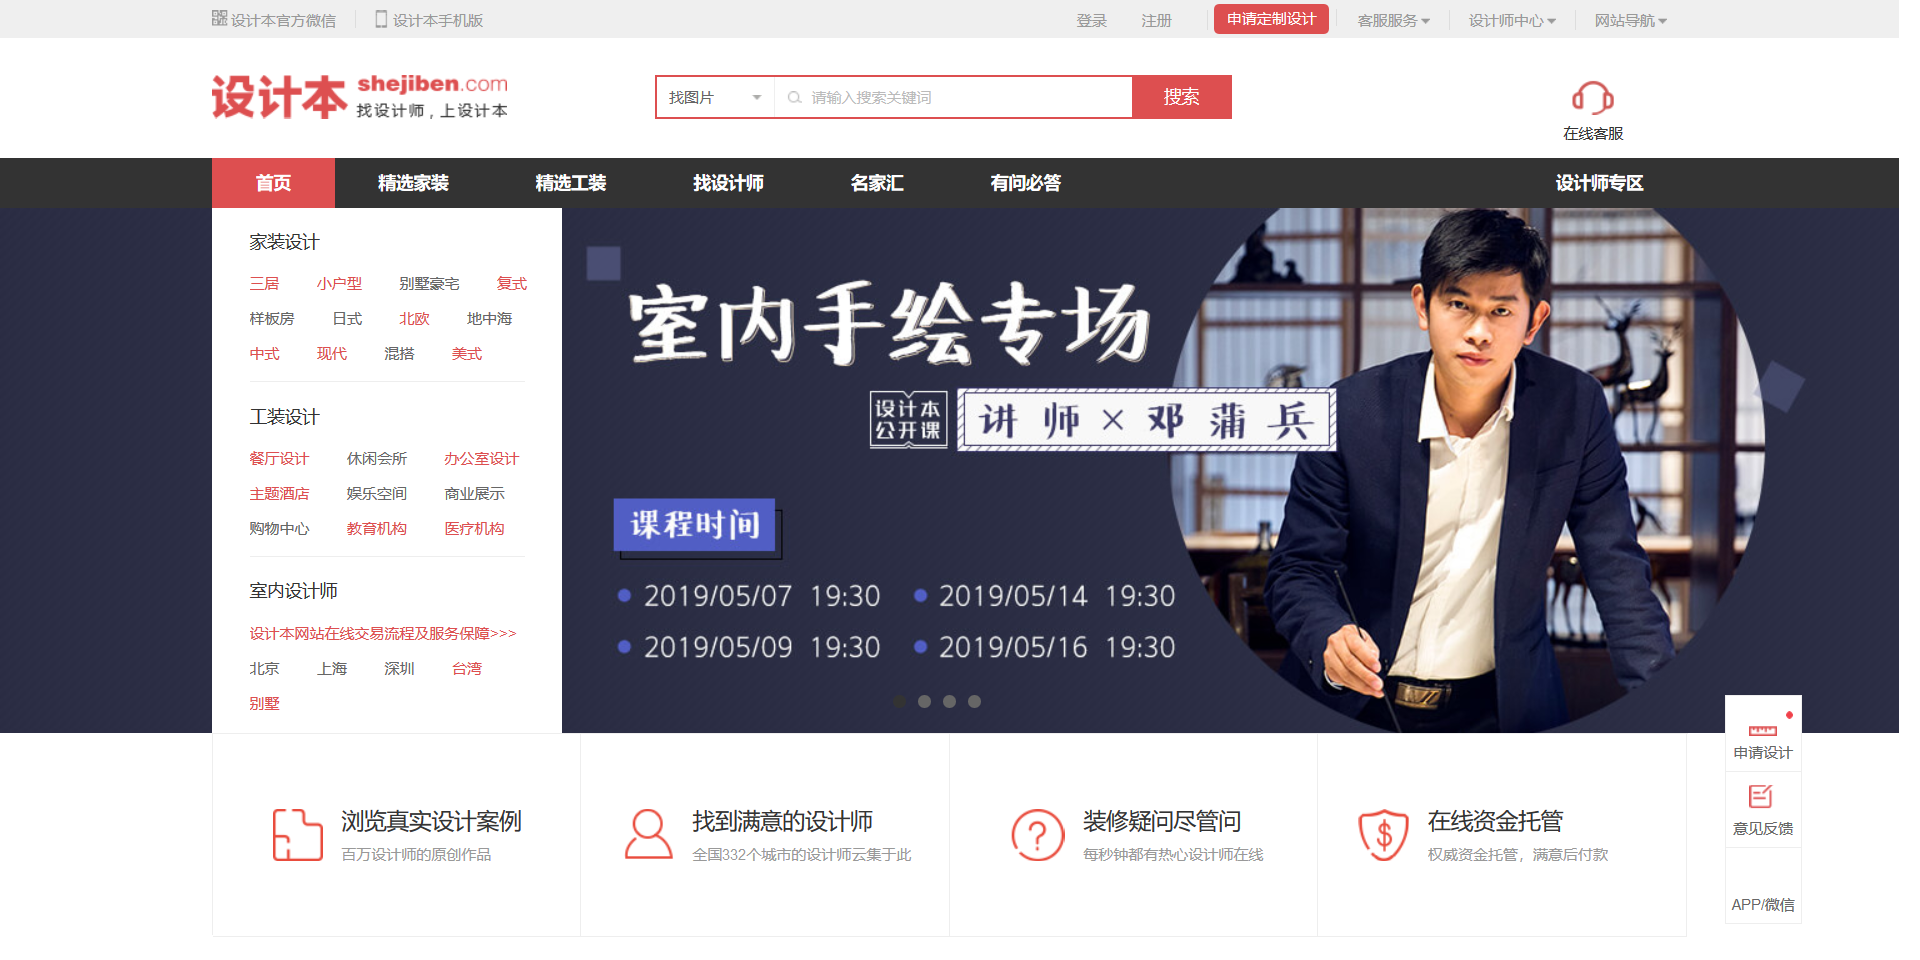 设计本官方微信 设计本手机版 登录 注册 申请定制设计 客服服务 设计师中心 网站导航
设计本 shejiben.com
找设计师，上设计本
找图片 请输入搜索关键词 搜索
在线客服
首页 精选家装 精选工装 找设计师 名家汇 有问必答 设计师专区
家装设计
三居 小户型 别墅豪宅 复式
样板房 日式 北欧 地中海
中式 现代 混搭 美式
工装设计
餐厅设计 休闲会所 办公室设计
主题酒店 娱乐空间 商业展示
购物中心 教育机构 医疗机构
室内设计师
设计本网站在线交易流程及服务保障>>>
北京 上海 深圳 台湾
别墅
室内手绘专场
设计本
公开课
讲师×邓蒲兵
课程时间
2019/05/07 19:30 2019/05/14 19:30
2019/05/09 19:30 2019/05/16 19:30
浏览真实设计案例
百万设计师的原创作品
找到满意的设计师
全国332个城市的设计师云集于此
装修疑问尽管问
每秒钟都有热心设计师在线
在线资金托管
权威资金托管，满意后付款
申请设计
意见反馈
APP/微信